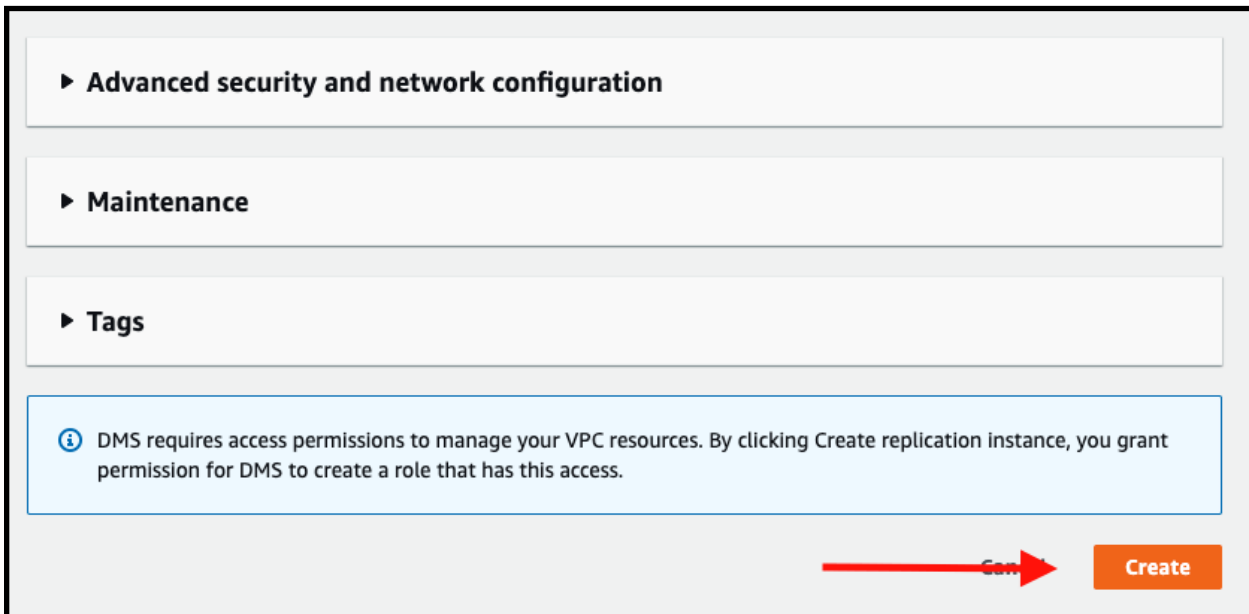 Advanced security and network configuration
Maintenance
Tags
DMS requires access permissions to manage your VPC resources. By clicking Create replication instance, you grant
permission for DMS to create a role that has this access.
Create